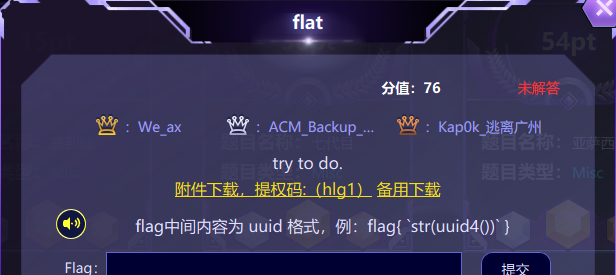 flat
54pt
分值：76
未解答
：We_ax
：ACM_Backup_...
：Kap0k_逃离广州
七代目
题目名称：亚萨西
try to do.
题目类型：Misc
附件下载，提权码:（hlg1） 备用下载
flag中间内容为 uuid 格式，例：flag{ `str(uuid4())` }
Flag:
提交